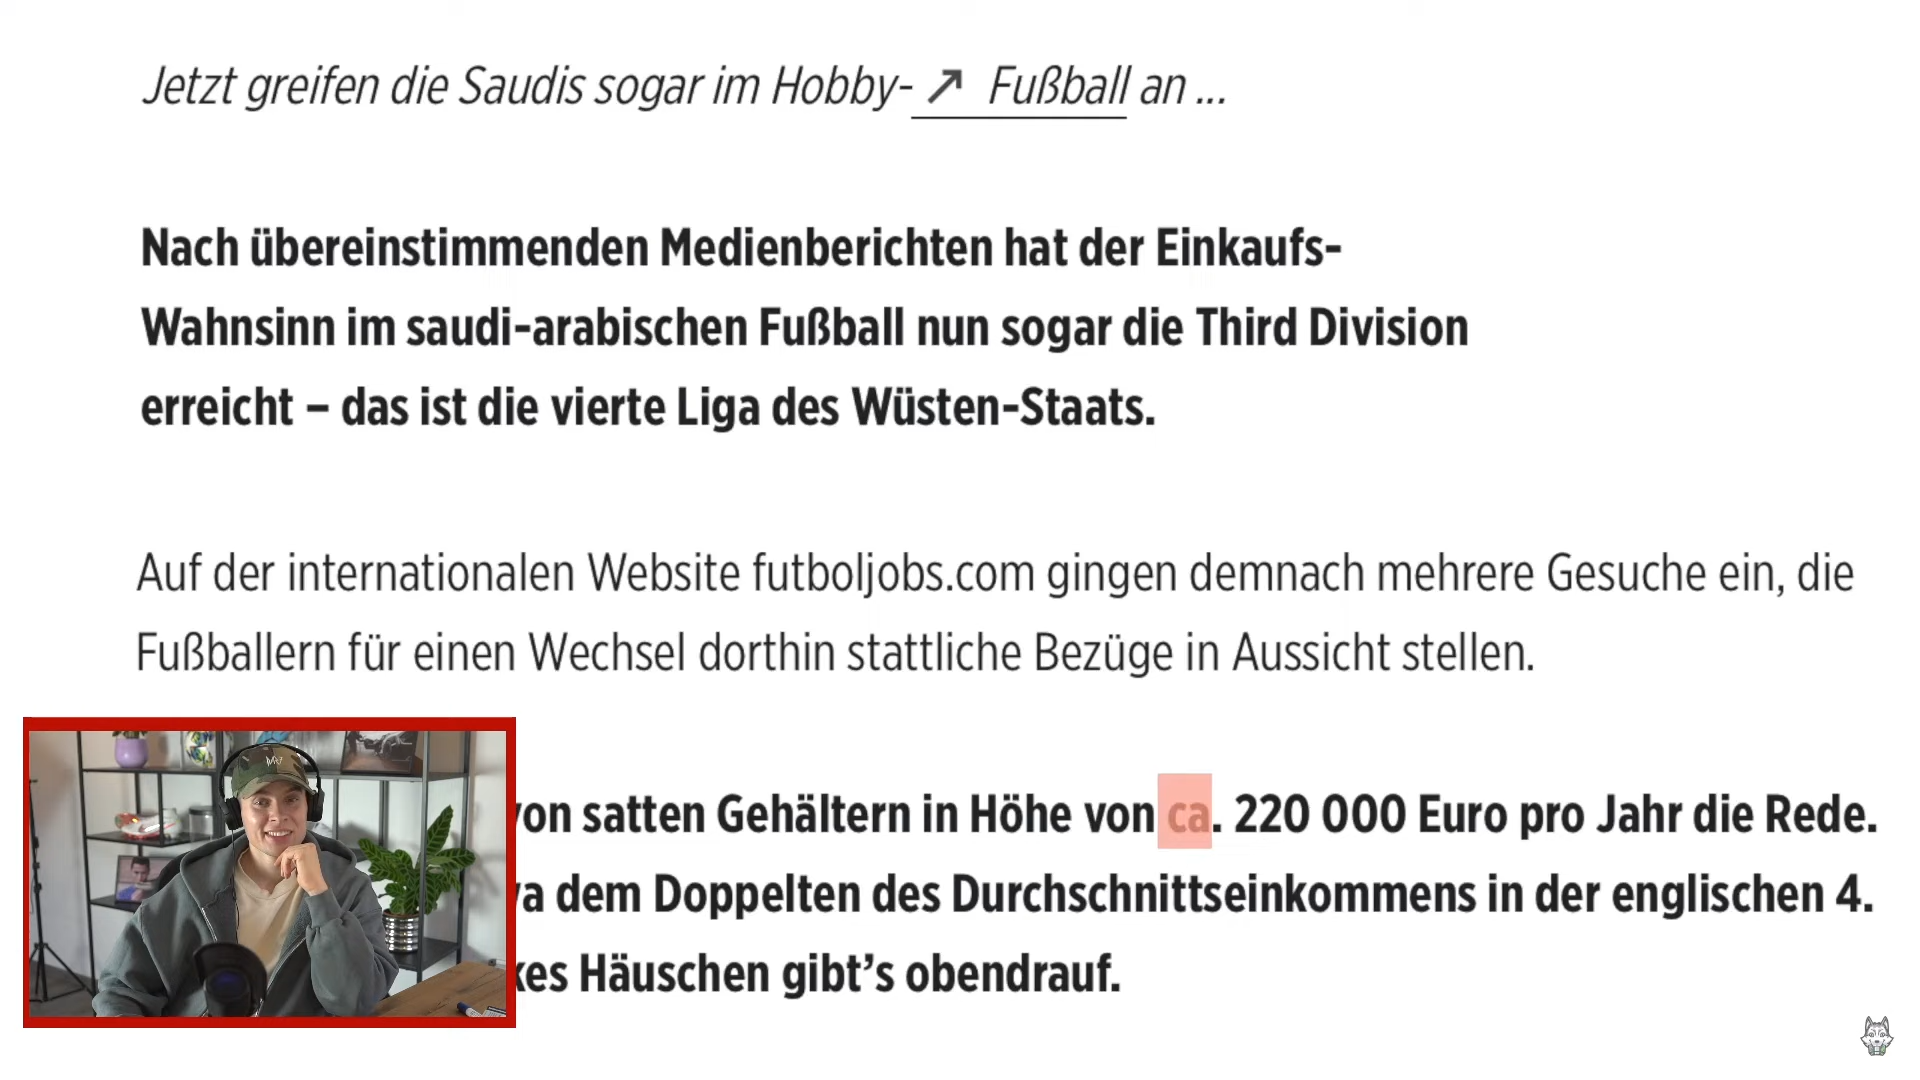 Jetzt greifen die Saudis sogar im Hobby- ↗ Fußball an ...
Nach übereinstimmenden Medienberichten hat der Einkaufs-
Wahnsinn im saudi-arabischen Fußball nun sogar die Third Division
erreicht – das ist die vierte Liga des Wüsten-Staats.
Auf der internationalen Website futboljobs.com gingen demnach mehrere Gesuche ein, die
Fußballern für einen Wechsel dorthin stattliche Bezüge in Aussicht stellen.
von satten Gehältern in Höhe von ca. 220 000 Euro pro Jahr die Rede.
dem Doppelten des Durchschnittseinkommens in der englischen 4.
Häuschen gibt’s obendrauf.